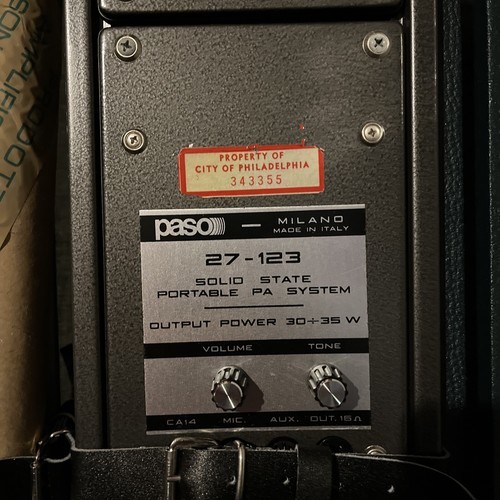 PROPERTY OF
CITY OF PHILADELPHIA
343355
paso — MILANO
MADE IN ITALY
27-123
SOLID STATE
PORTABLE PA SYSTEM
OUTPUT POWER 30÷35 W
VOLUME TONE
CA14 MIC. AUX. OUT. 16Ω